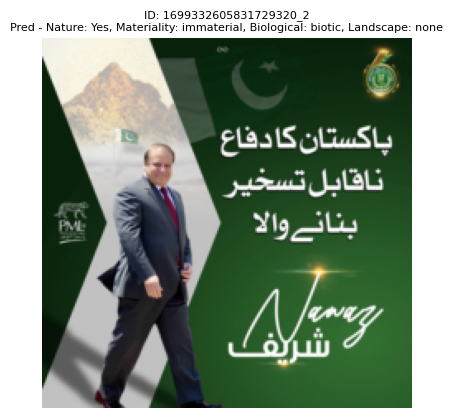 ID: 1699332605831729320_2
Pred - Nature: Yes, Materiality: immaterial, Biological: biotic, Landscape: none
پاکستان کا دفاع
ناقابل تسخیر
بنانے والا
PML
Nawaz
شریف